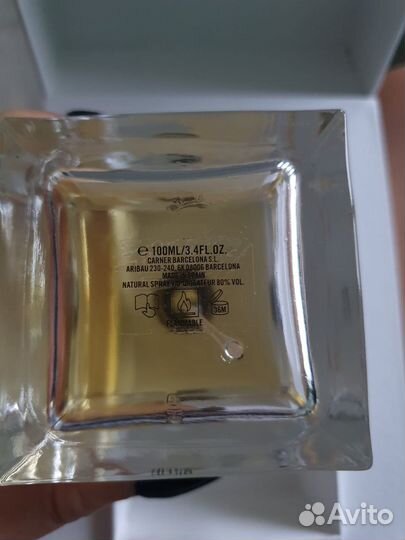 ℮ 100ML/3.4FL.OZ.
CARNER BARCELONA S.L.
ARIBAU 230-240, 6X 08006 BARCELONA
MADE IN SPAIN
NATURAL SPRAY VAPORISATEUR 80% VOL.
36M
FLAMMABLE
Avito